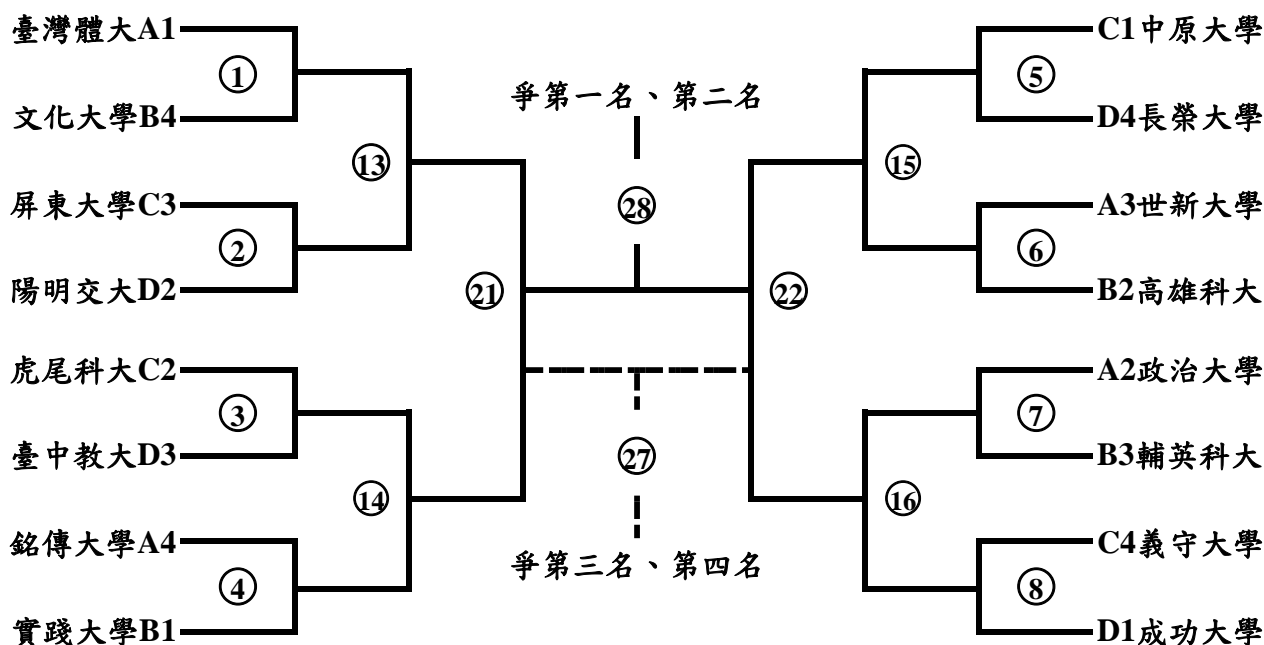 臺灣體大A1
①
文化大學B4
⑬
屏東大學C3
②
陽明交大D2
㉑
虎尾科大C2
③
臺中教大D3
⑭
銘傳大學A4
④
實踐大學B1
爭第一名、第二名
㉘
㉗
爭第三名、第四名
C1中原大學
⑤
D4長榮大學
⑮
A3世新大學
⑥
B2高雄科大
㉒
A2政治大學
⑦
B3輔英科大
⑯
C4義守大學
⑧
D1成功大學